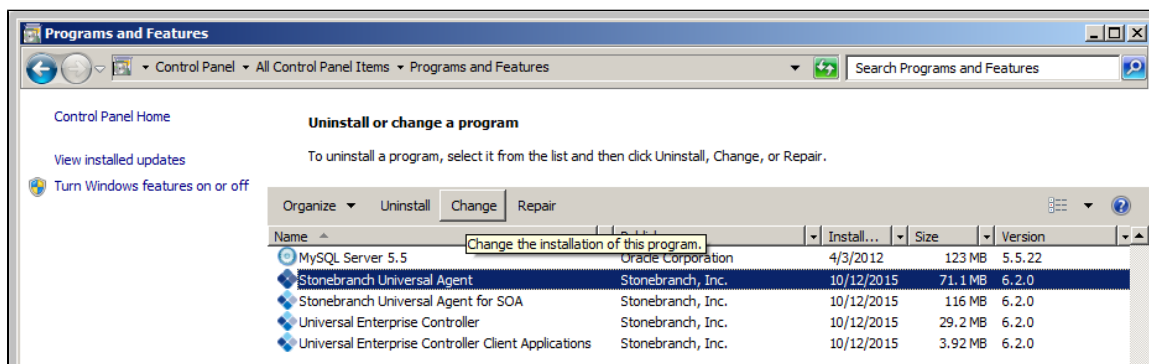 Programs and Features
Control Panel All Control Panel Items Programs and Features Search Programs and Features
Control Panel Home
Uninstall or change a program
View installed updates
To uninstall a program, select it from the list and then click Uninstall, Change, or Repair.
Turn Windows features on or off
Organize Uninstall Change Repair
Name Install... Size Version
Change the installation of this program.
MySQL Server 5.5 Oracle Corporation 4/3/2012 123 MB 5.5.22
Stonebranch Universal Agent Stonebranch, Inc. 10/12/2015 71.1 MB 6.2.0
Stonebranch Universal Agent for SOA Stonebranch, Inc. 10/12/2015 116 MB 6.2.0
Universal Enterprise Controller Stonebranch, Inc. 10/12/2015 29.2 MB 6.2.0
Universal Enterprise Controller Client Applications Stonebranch, Inc. 10/12/2015 3.92 MB 6.2.0